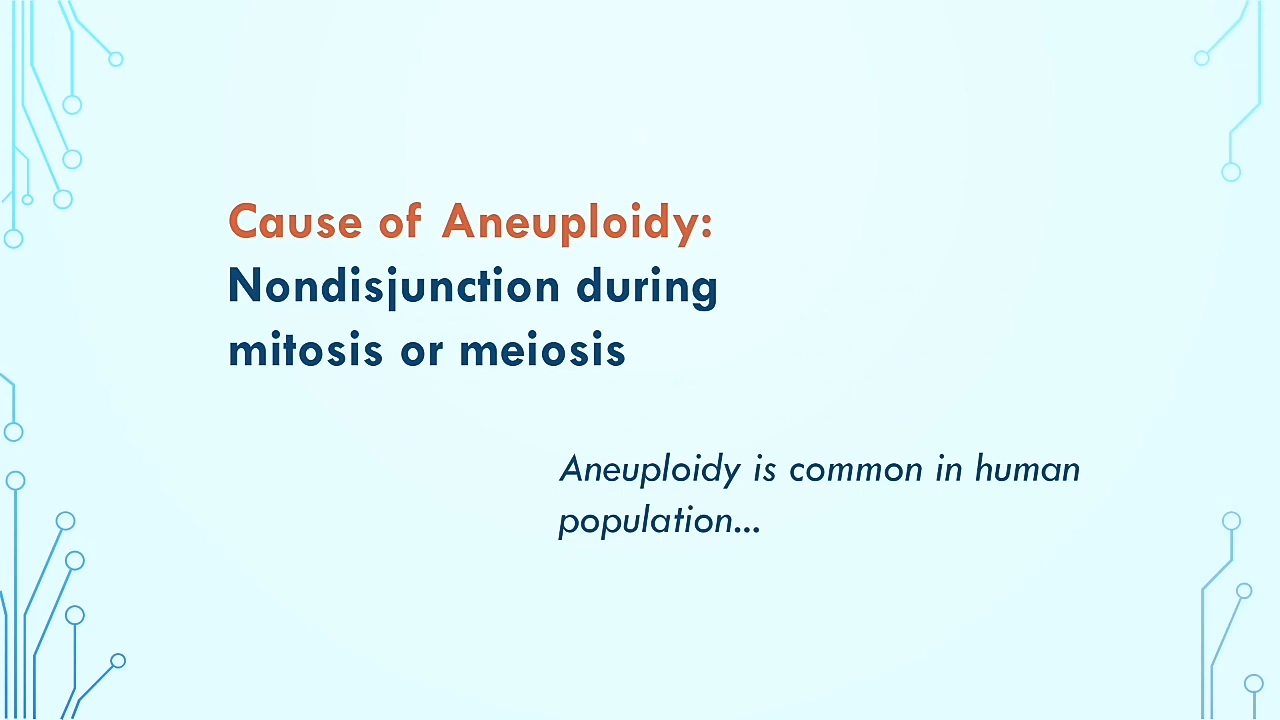 Cause of Aneuploidy:
Nondisjunction during
mitosis or meiosis
Aneuploidy is common in human
population...